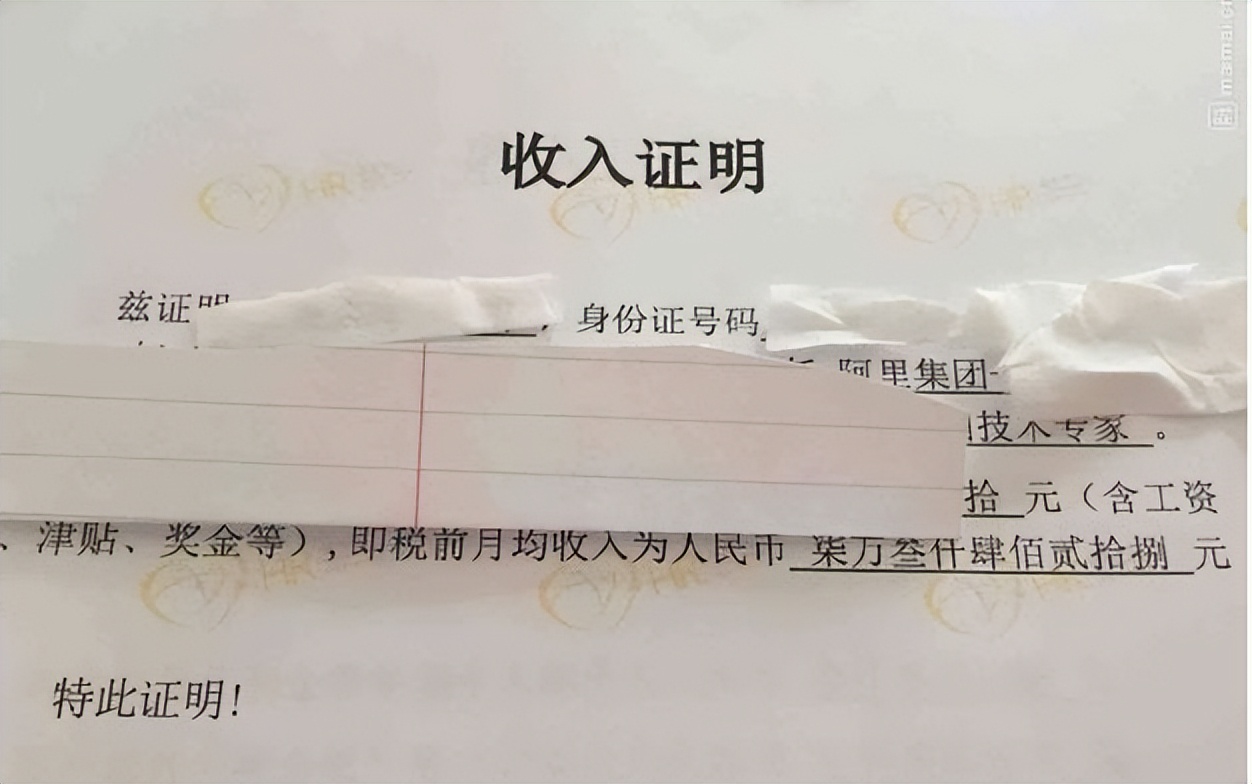 maimai.cn
收入证明
兹证明 , 身份证号码
阿里集团-
技术专家 。
拾 元（含工资
、津贴、奖金等）,即税前月均收入为人民币 柒万叁仟肆佰贰拾捌 元
特此证明!